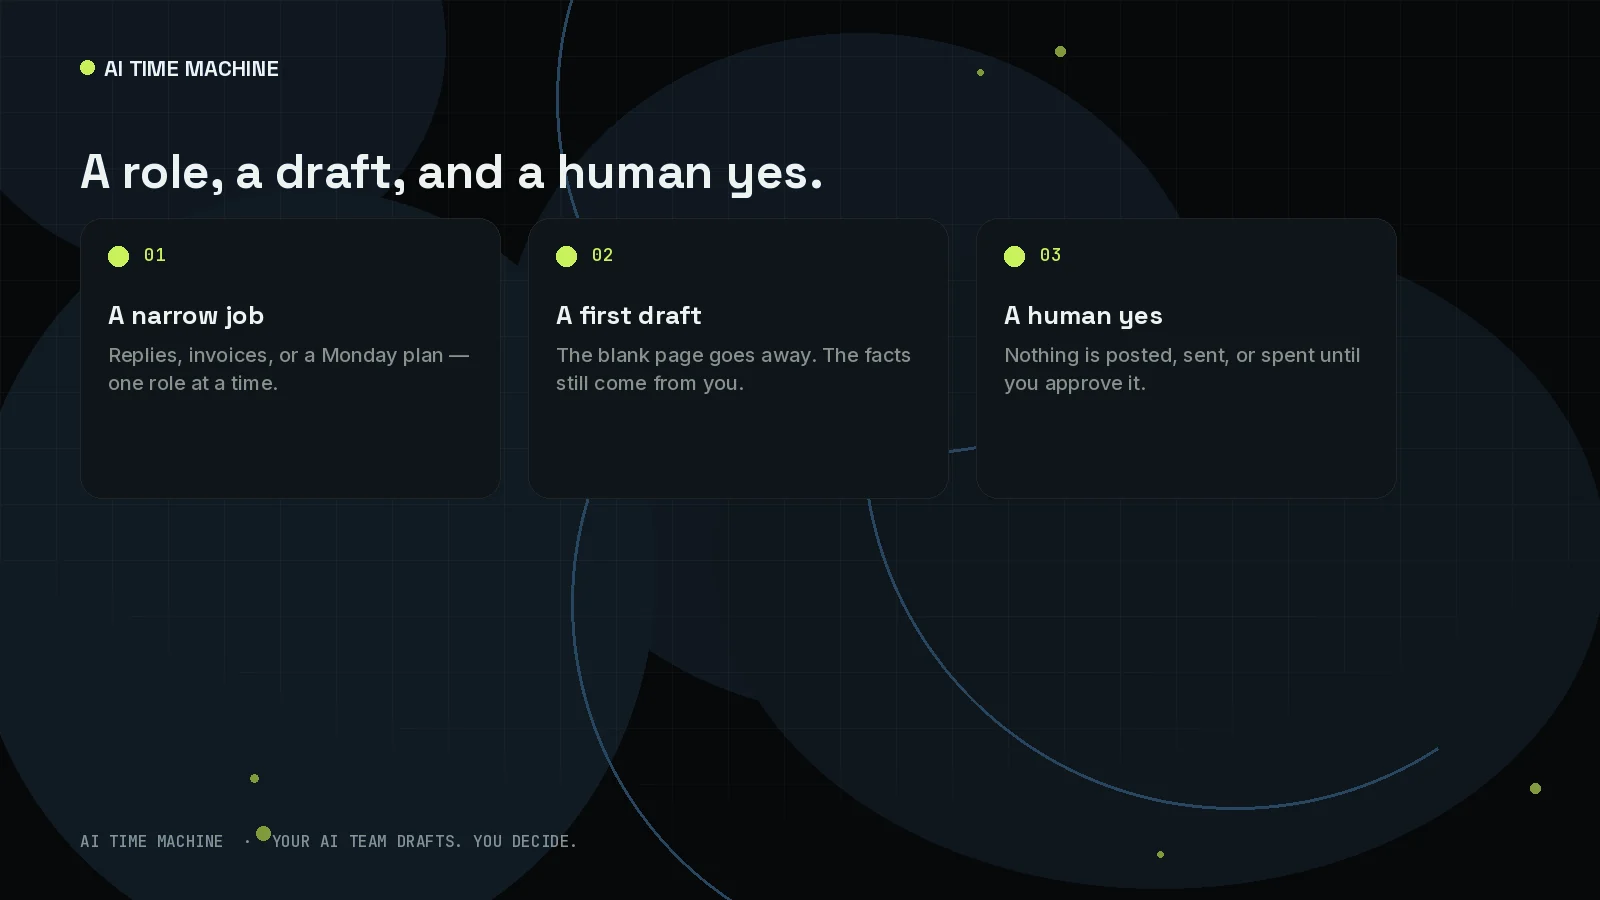 AI TIME MACHINE
A role, a draft, and a human yes.
01
A narrow job
Replies, invoices, or a Monday plan —
one role at a time.
02
A first draft
The blank page goes away. The facts
still come from you.
03
A human yes
Nothing is posted, sent, or spent until
you approve it.
AI TIME MACHINE · YOUR AI TEAM DRAFTS. YOU DECIDE.